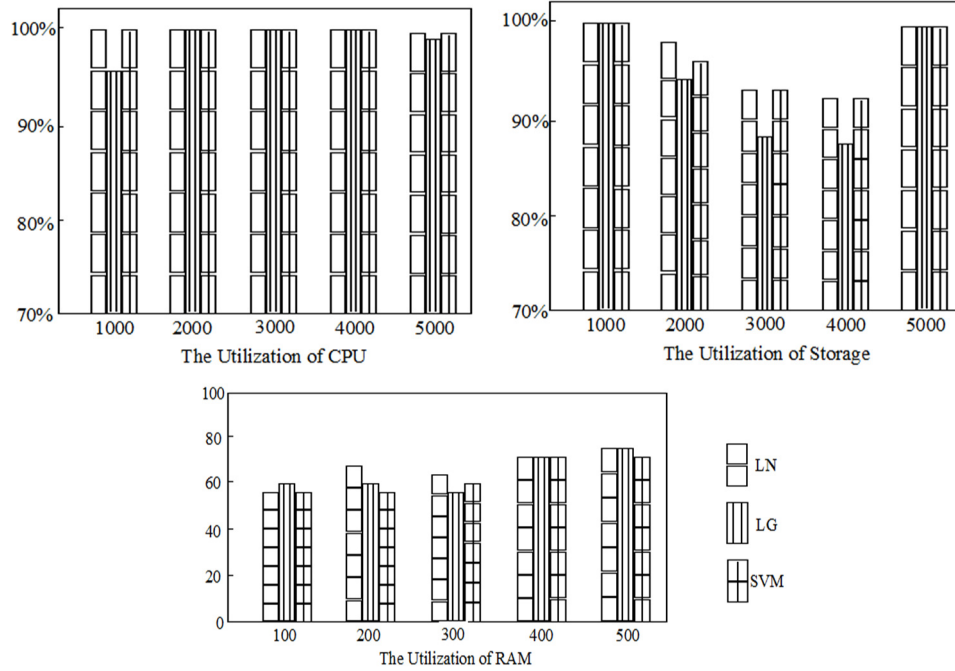 100%
90%
80%
70%
1000 2000 3000 4000 5000
The Utilization of CPU
100%
90%
80%
70%
1000 2000 3000 4000 5000
The Utilization of Storage
100
80
60
40
20
0
100 200 300 400 500
The Utilization of RAM
LN
LG
SVM